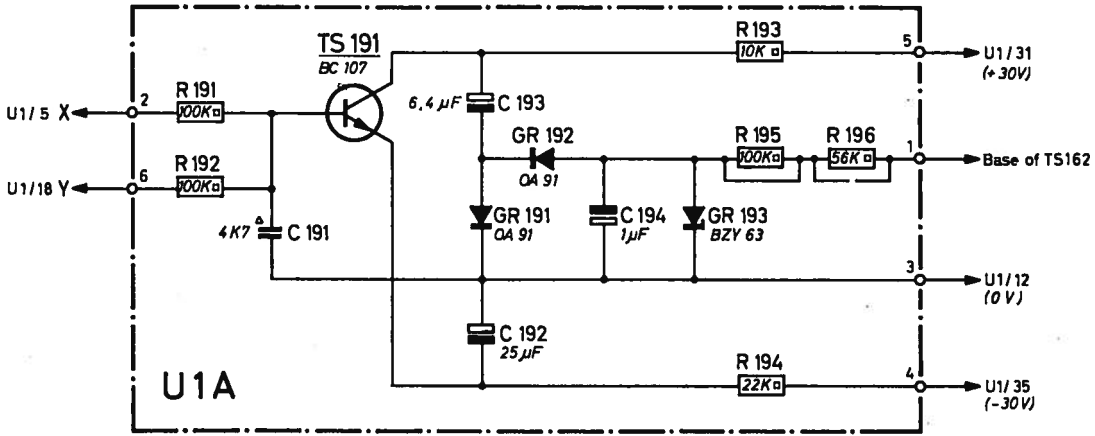 TS 191
BC 107
R 193
10K
5
U1/31
(+30V)
R 191
100K
2
U1/5 X
6,4 µF
C 193
GR 192
OA 91
R 195
100K
R 196
56K
1
Base of TS162
R 192
100K
6
U1/18 Y
4K7
C 191
GR 191
OA 91
C 194
1µF
GR 193
BZY 63
3
U1/12
(0V)
C 192
25µF
R 194
22K
4
U1/35
(-30V)
U1A